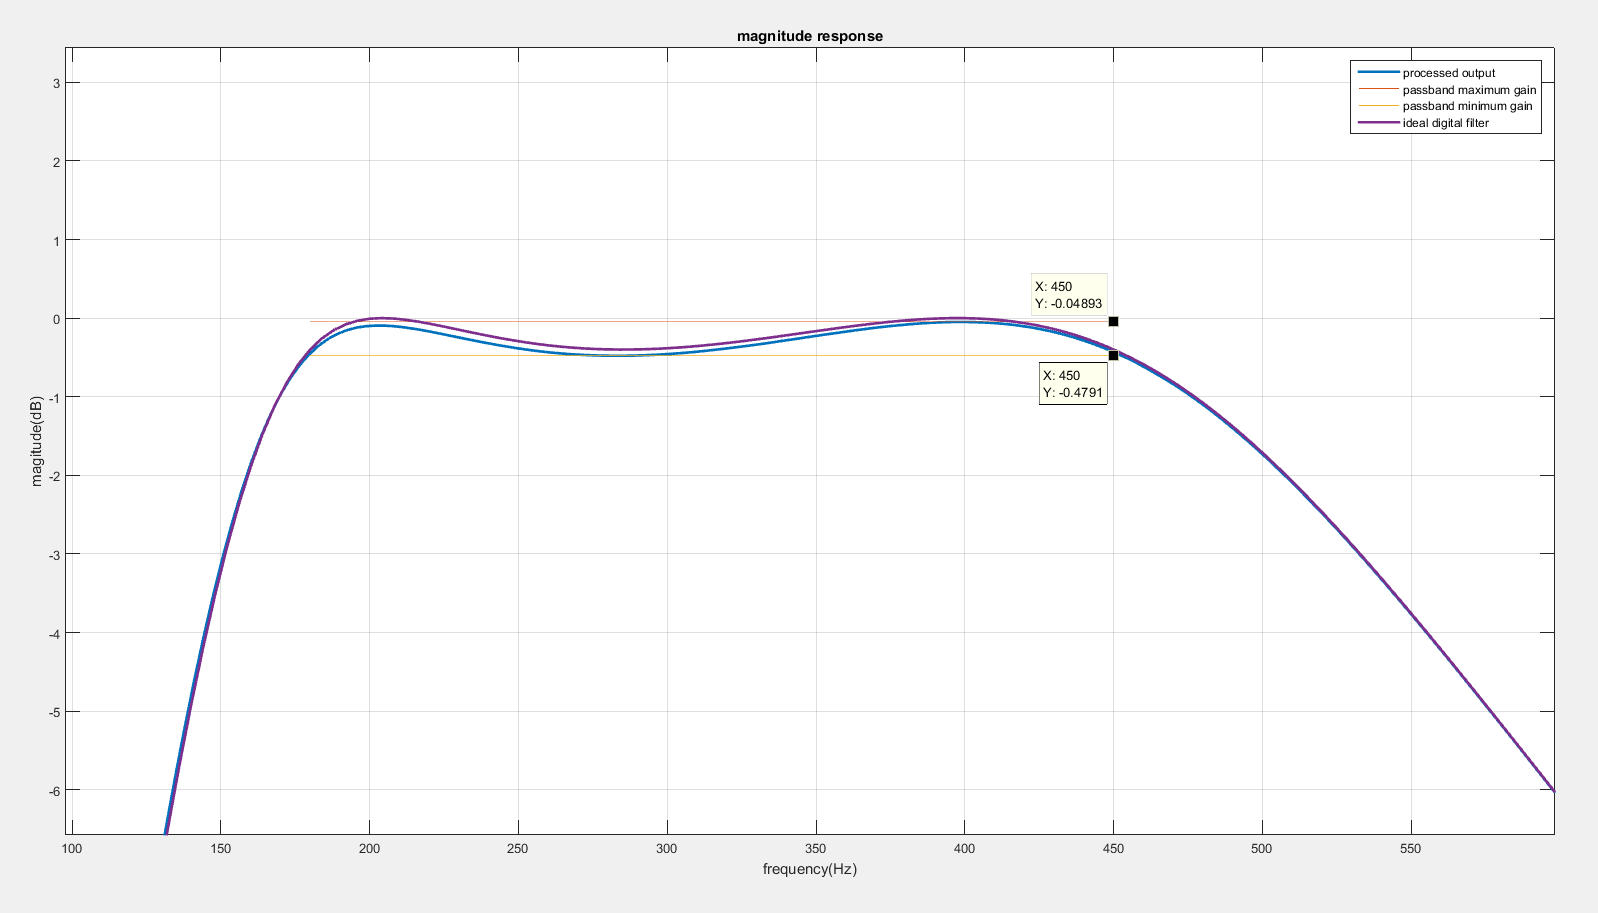 magnitude response
processed output
passband maximum gain
passband minimum gain
ideal digital filter
3
2
1
0
-1
-2
-3
-4
-5
-6
magitude(dB)
X: 450
Y: -0.04893
X: 450
Y: -0.4791
100 150 200 250 300 350 400 450 500 550
frequency(Hz)